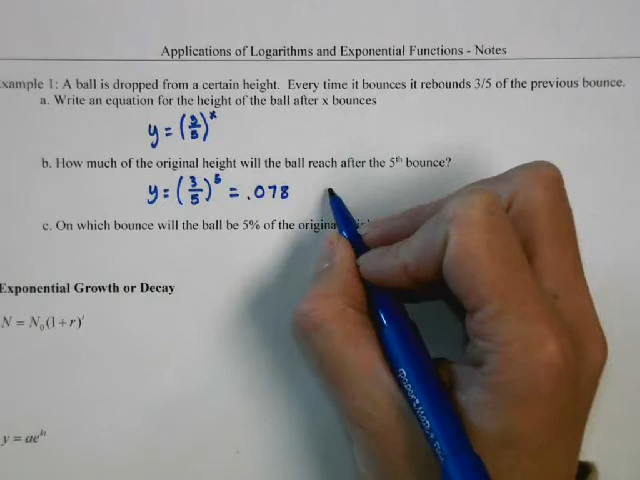 Applications of Logarithms and Exponential Functions - Notes
xample 1: A ball is dropped from a certain height. Every time it bounces it rebounds 3/5 of the previous bounce.
a. Write an equation for the height of the ball after x bounces
y = (3/5)^x
b. How much of the original height will the ball reach after the 5th bounce?
y = (3/5)^5 = .078
c. On which bounce will the ball be 5% of the origina
Exponential Growth or Decay
N = N₀(1 + r)^t
y = ae^kt